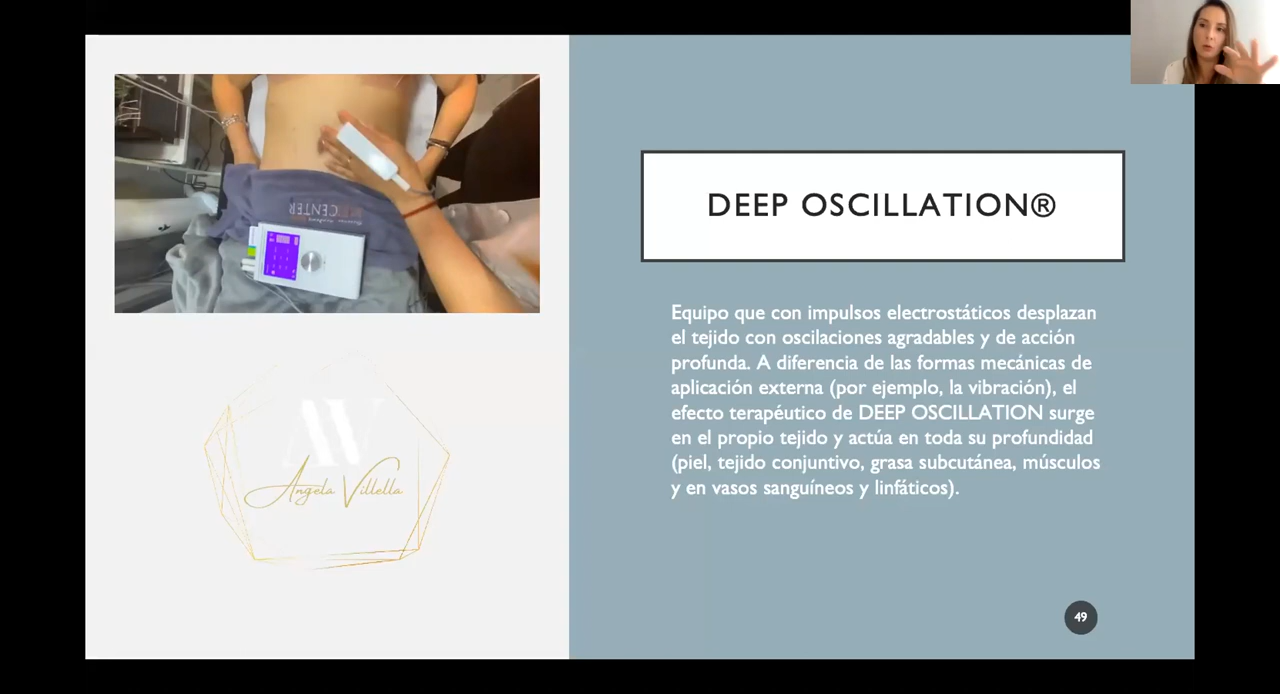 CENTER
DEEP OSCILLATION®
Equipo que con impulsos electrostáticos desplazan
el tejido con oscilaciones agradables y de acción
profunda. A diferencia de las formas mecánicas de
aplicación externa (por ejemplo, la vibración), el
efecto terapéutico de DEEP OSCILLATION surge
en el propio tejido y actúa en toda su profundidad
(piel, tejido conjuntivo, grasa subcutánea, músculos
y en vasos sanguíneos y linfáticos).
AV
Angela Villella
49